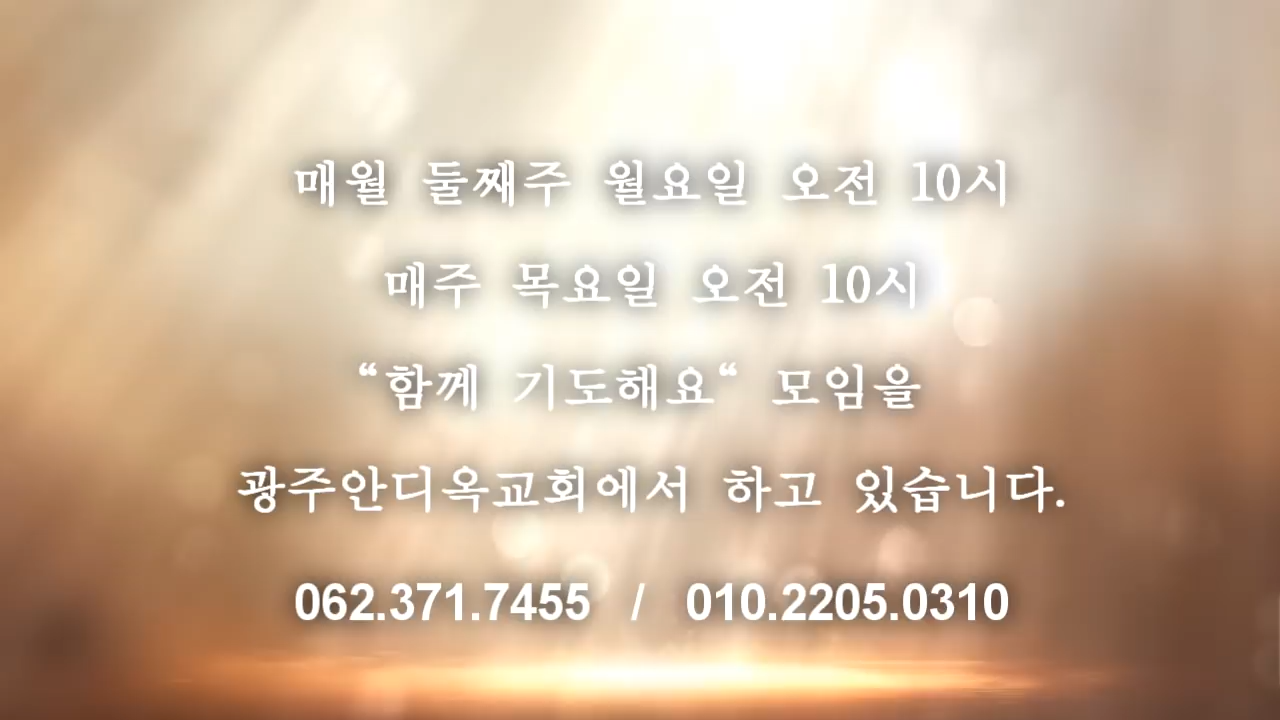 매월 둘째주 월요일 오전 10시
매주 목요일 오전 10시
“함께 기도해요“ 모임을
광주안디옥교회에서 하고 있습니다.
062.371.7455 / 010.2205.0310